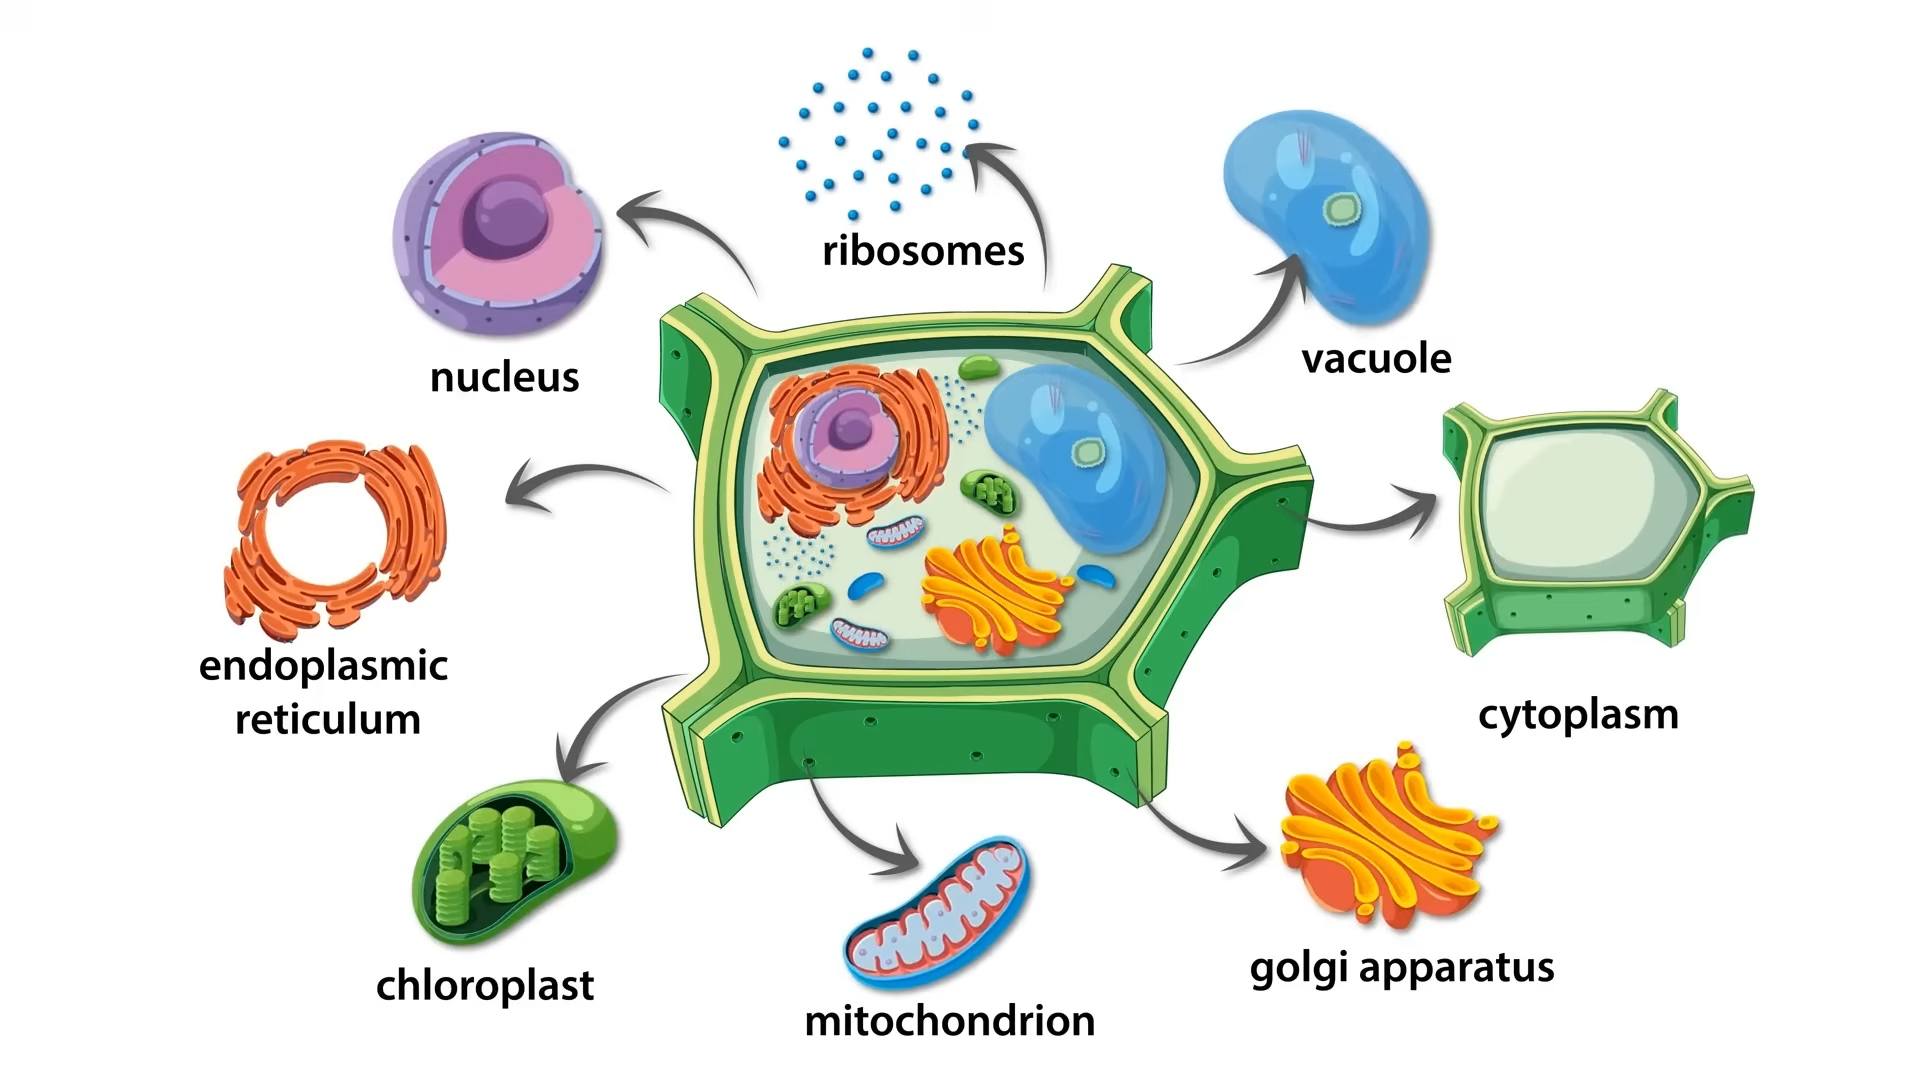 ribosomes
nucleus
vacuole
endoplasmic
reticulum
cytoplasm
chloroplast
golgi apparatus
mitochondrion